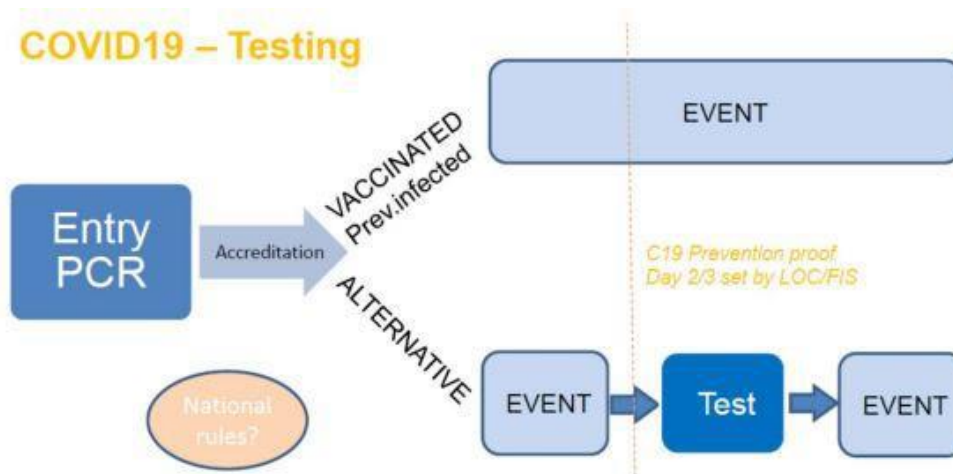 COVID19 – Testing
EVENT
VACCINATED
Prev.infected
Entry
PCR
Accreditation
C19 Prevention proof
Day 2/3 set by LOC/FIS
ALTERNATIVE
National
rules?
EVENT
Test
EVENT